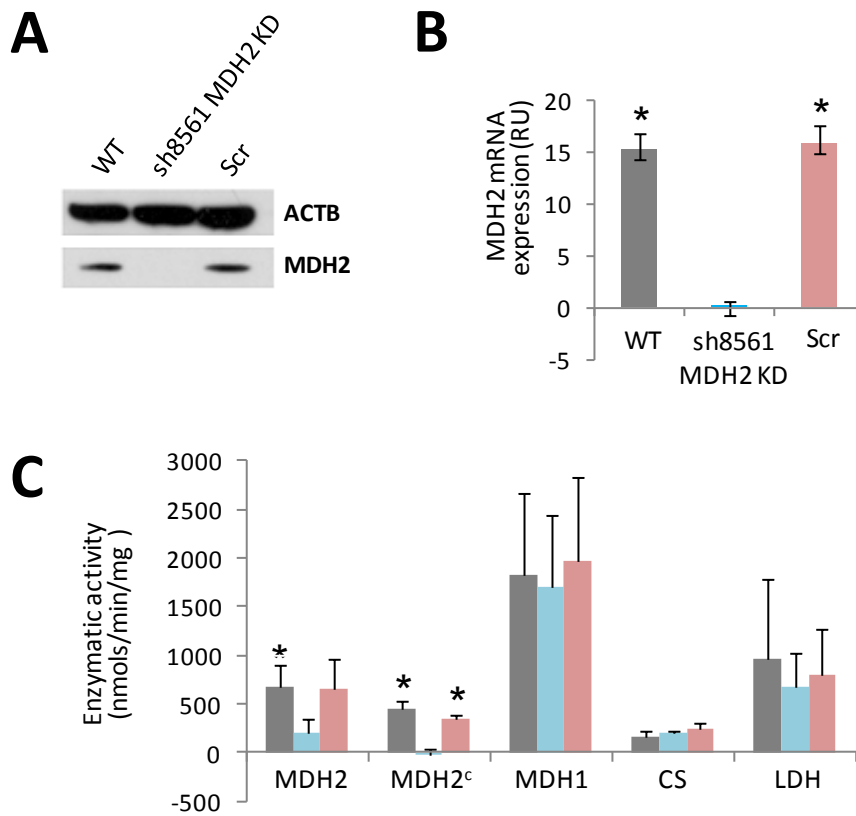 A
WT
sh8561 MDH2 KD
Scr
ACTB
MDH2
B
MDH2 mRNA
expression (RU)
20
15
10
5
0
-5
*
*
WT
sh8561
MDH2 KD
Scr
C
Enzymatic activity
(nmols/min/mg )
3000
2500
2000
1500
1000
500
0
-500
*
*
*
MDH2
MDH2ᶜ
MDH1
CS
LDH